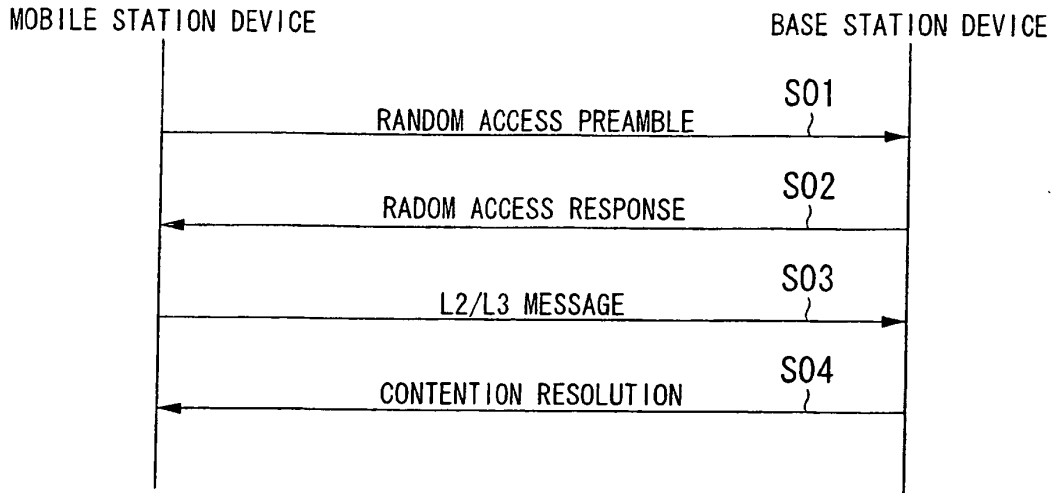 MOBILE STATION DEVICE
BASE STATION DEVICE
S01
RANDOM ACCESS PREAMBLE
S02
RADOM ACCESS RESPONSE
S03
L2/L3 MESSAGE
S04
CONTENTION RESOLUTION